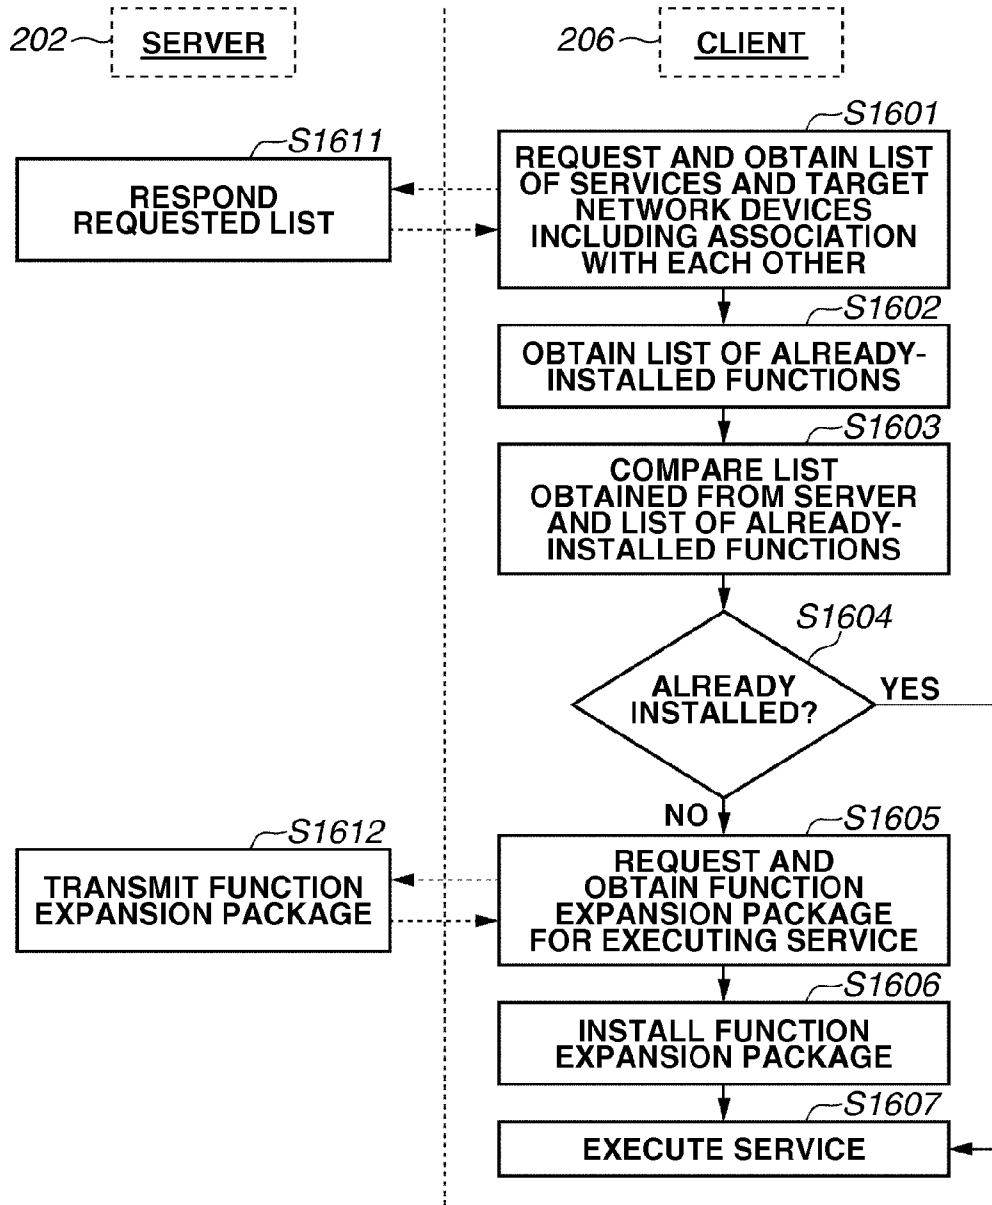 202
SERVER
206
CLIENT
S1601
REQUEST AND OBTAIN LIST
OF SERVICES AND TARGET
NETWORK DEVICES
INCLUDING ASSOCIATION
WITH EACH OTHER
S1611
RESPOND
REQUESTED LIST
S1602
OBTAIN LIST OF ALREADY-
INSTALLED FUNCTIONS
S1603
COMPARE LIST
OBTAINED FROM SERVER
AND LIST OF ALREADY-
INSTALLED FUNCTIONS
S1604
ALREADY
INSTALLED?
YES
NO
S1605
REQUEST AND
OBTAIN FUNCTION
EXPANSION PACKAGE
FOR EXECUTING SERVICE
S1612
TRANSMIT FUNCTION
EXPANSION PACKAGE
S1606
INSTALL FUNCTION
EXPANSION PACKAGE
S1607
EXECUTE SERVICE